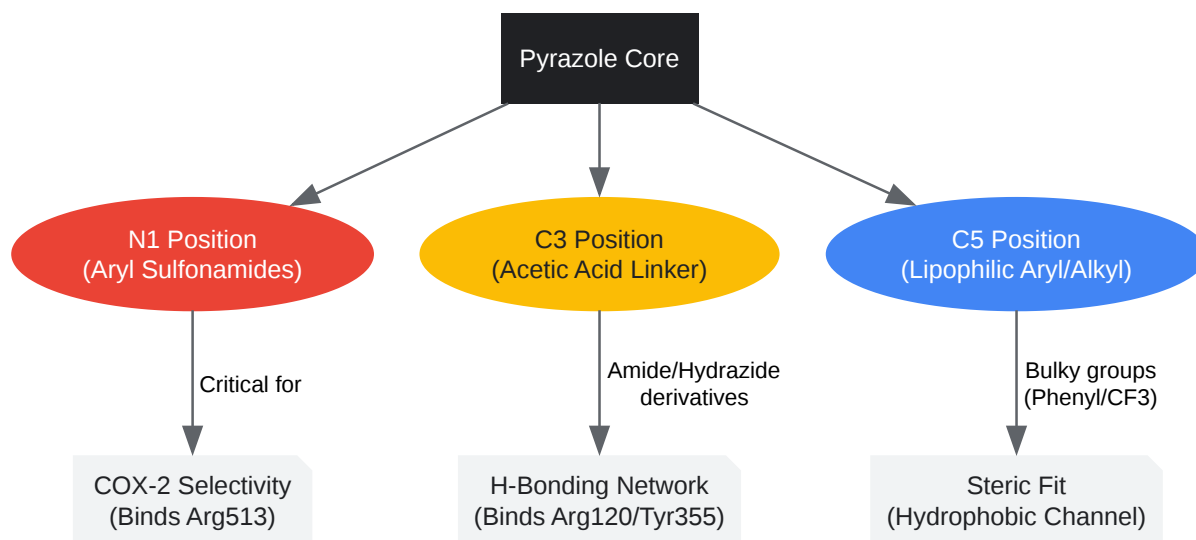 Pyrazole Core
N1 Position
(Aryl Sulfonamides)
C3 Position
(Acetic Acid Linker)
C5 Position
(Lipophilic Aryl/Alkyl)
Critical for
Amide/Hydrazide
derivatives
Bulky groups
(Phenyl/CF3)
COX-2 Selectivity
(Binds Arg513)
H-Bonding Network
(Binds Arg120/Tyr355)
Steric Fit
(Hydrophobic Channel)